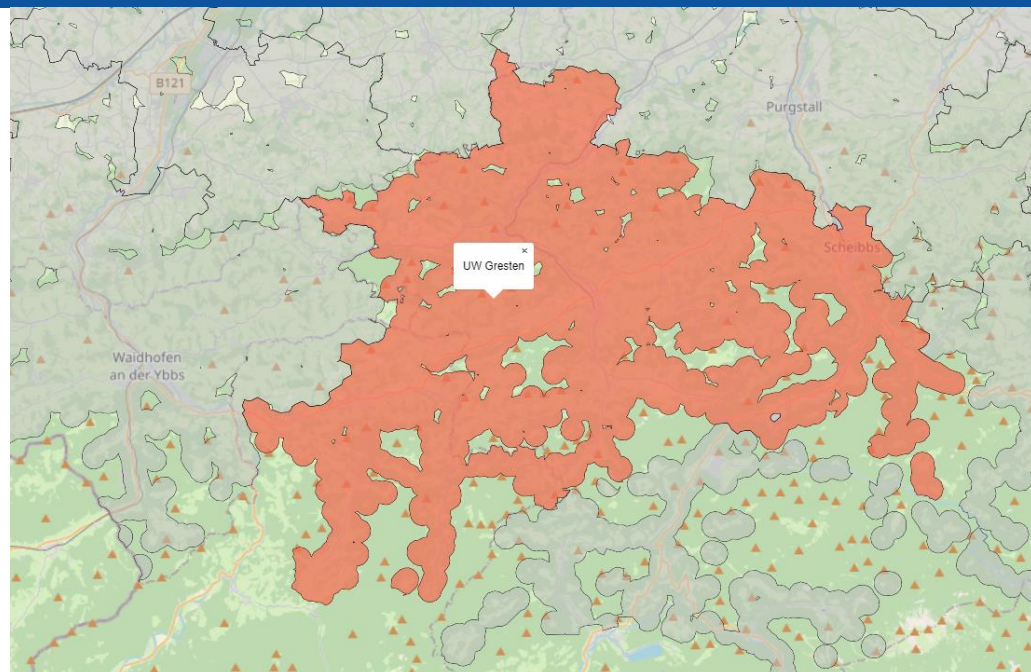 B121
Purgstall
×
UW Gresten
Scheibbs
Waidhofen
an der Ybbs